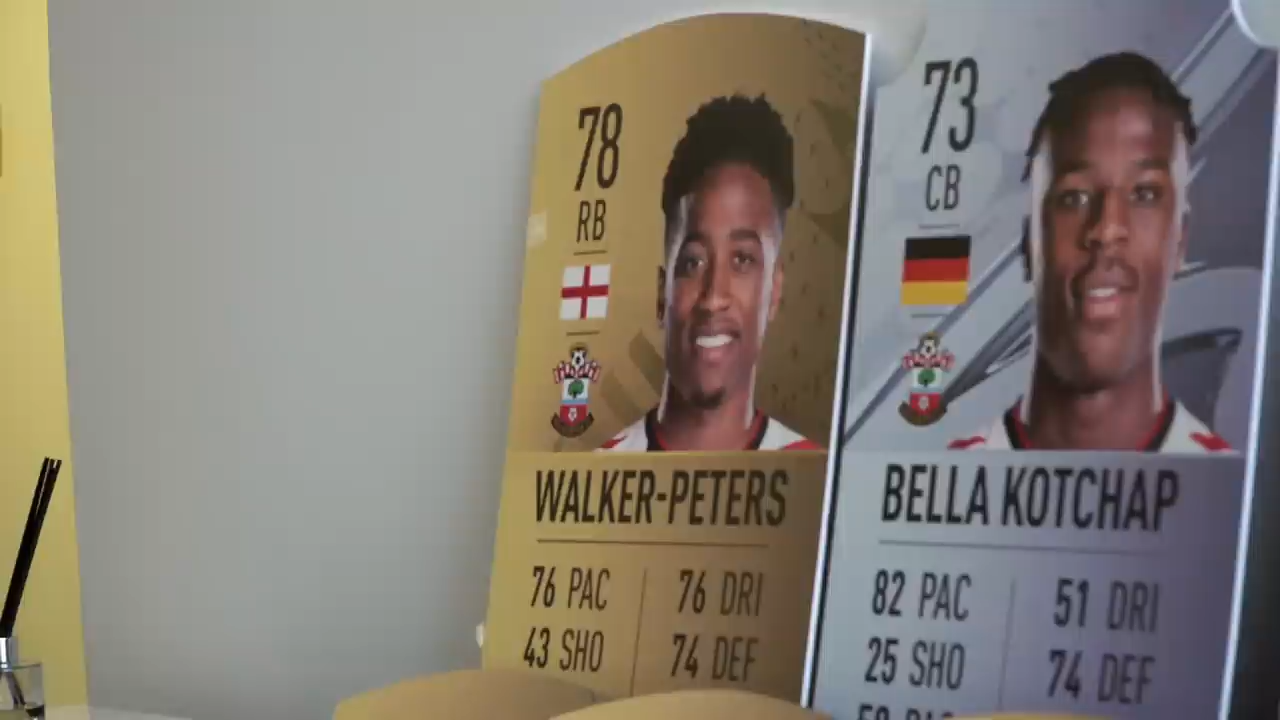 78
RB
WALKER-PETERS
76 PAC
76 DRI
43 SHO
74 DEF
73
CB
BELLA KOTCHAP
82 PAC
51 DRI
25 SHO
74 DEF